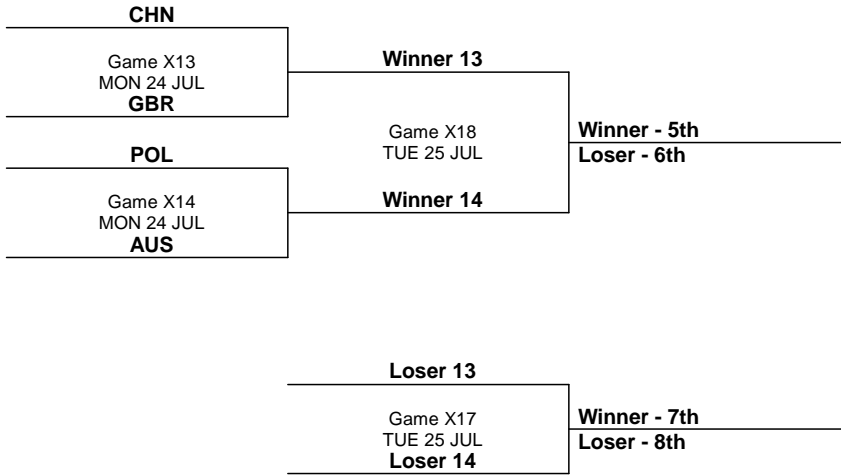 CHN
Game X13
MON 24 JUL
GBR
Winner 13
POL
Game X14
MON 24 JUL
AUS
Winner 14
Game X18
TUE 25 JUL
Winner - 5th
Loser - 6th
Loser 13
Game X17
TUE 25 JUL
Loser 14
Winner - 7th
Loser - 8th